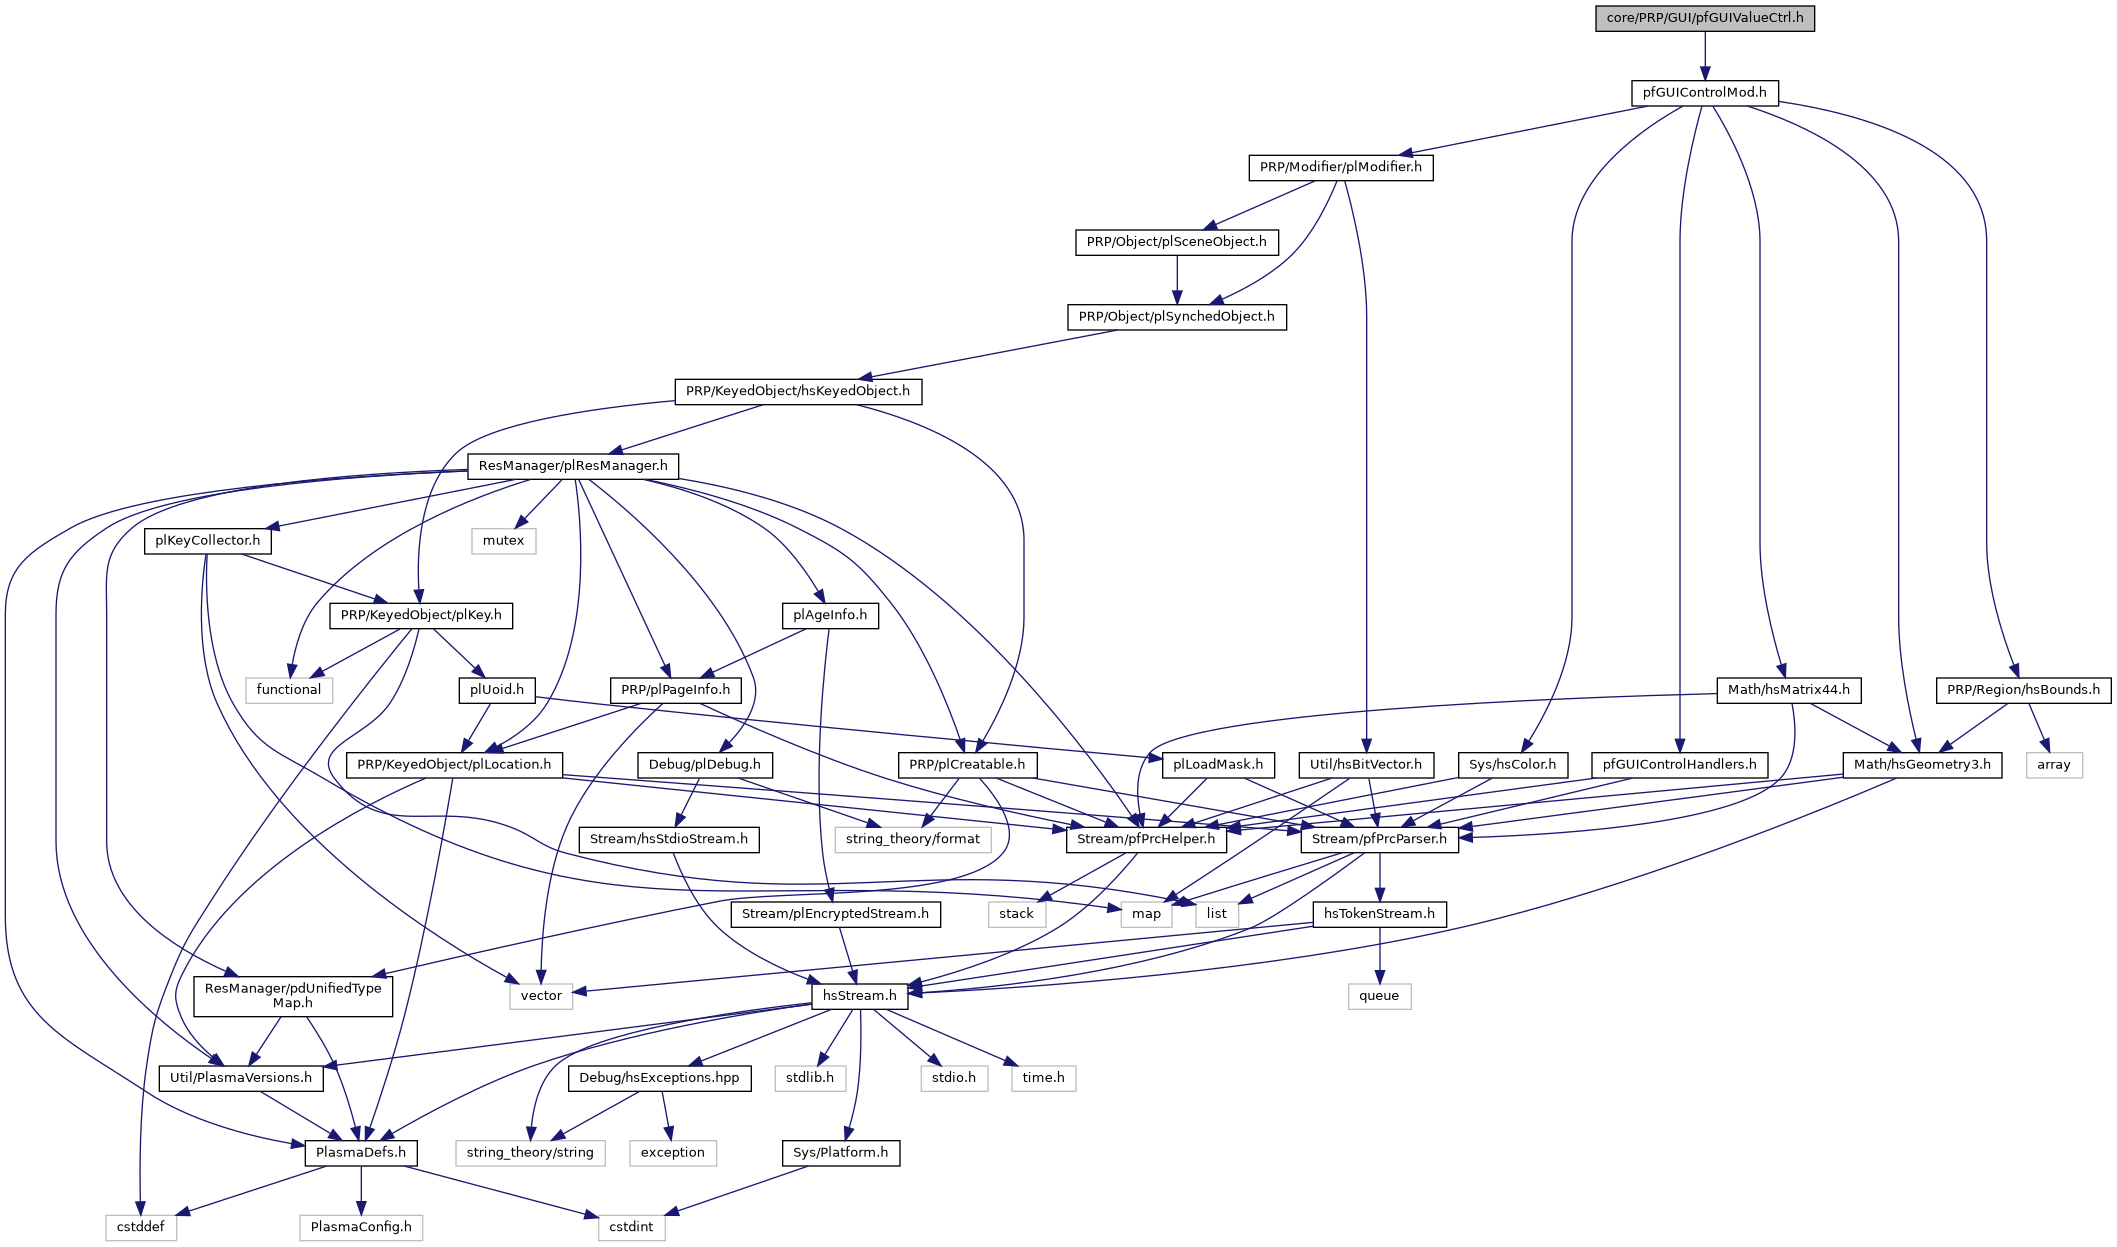 core/PRP/GUI/pfGUIValueCtrl.h
pfGUIControlMod.h
PRP/Modifier/plModifier.h
PRP/Object/plSceneObject.h
PRP/Object/plSynchedObject.h
PRP/KeyedObject/hsKeyedObject.h
ResManager/plResManager.h
plKeyCollector.h
mutex
PRP/KeyedObject/plKey.h
plAgeInfo.h
functional
plUoid.h
PRP/plPageInfo.h
Math/hsMatrix44.h
PRP/Region/hsBounds.h
PRP/KeyedObject/plLocation.h
Debug/plDebug.h
PRP/plCreatable.h
plLoadMask.h
Util/hsBitVector.h
Sys/hsColor.h
pfGUIControlHandlers.h
Math/hsGeometry3.h
array
Stream/hsStdioStream.h
string_theory/format
Stream/pfPrcHelper.h
Stream/pfPrcParser.h
Stream/plEncryptedStream.h
stack
map
list
hsTokenStream.h
ResManager/pdUnifiedType
Map.h
vector
hsStream.h
queue
Util/PlasmaVersions.h
Debug/hsExceptions.hpp
stdlib.h
stdio.h
time.h
PlasmaDefs.h
string_theory/string
exception
Sys/Platform.h
cstddef
PlasmaConfig.h
cstdint